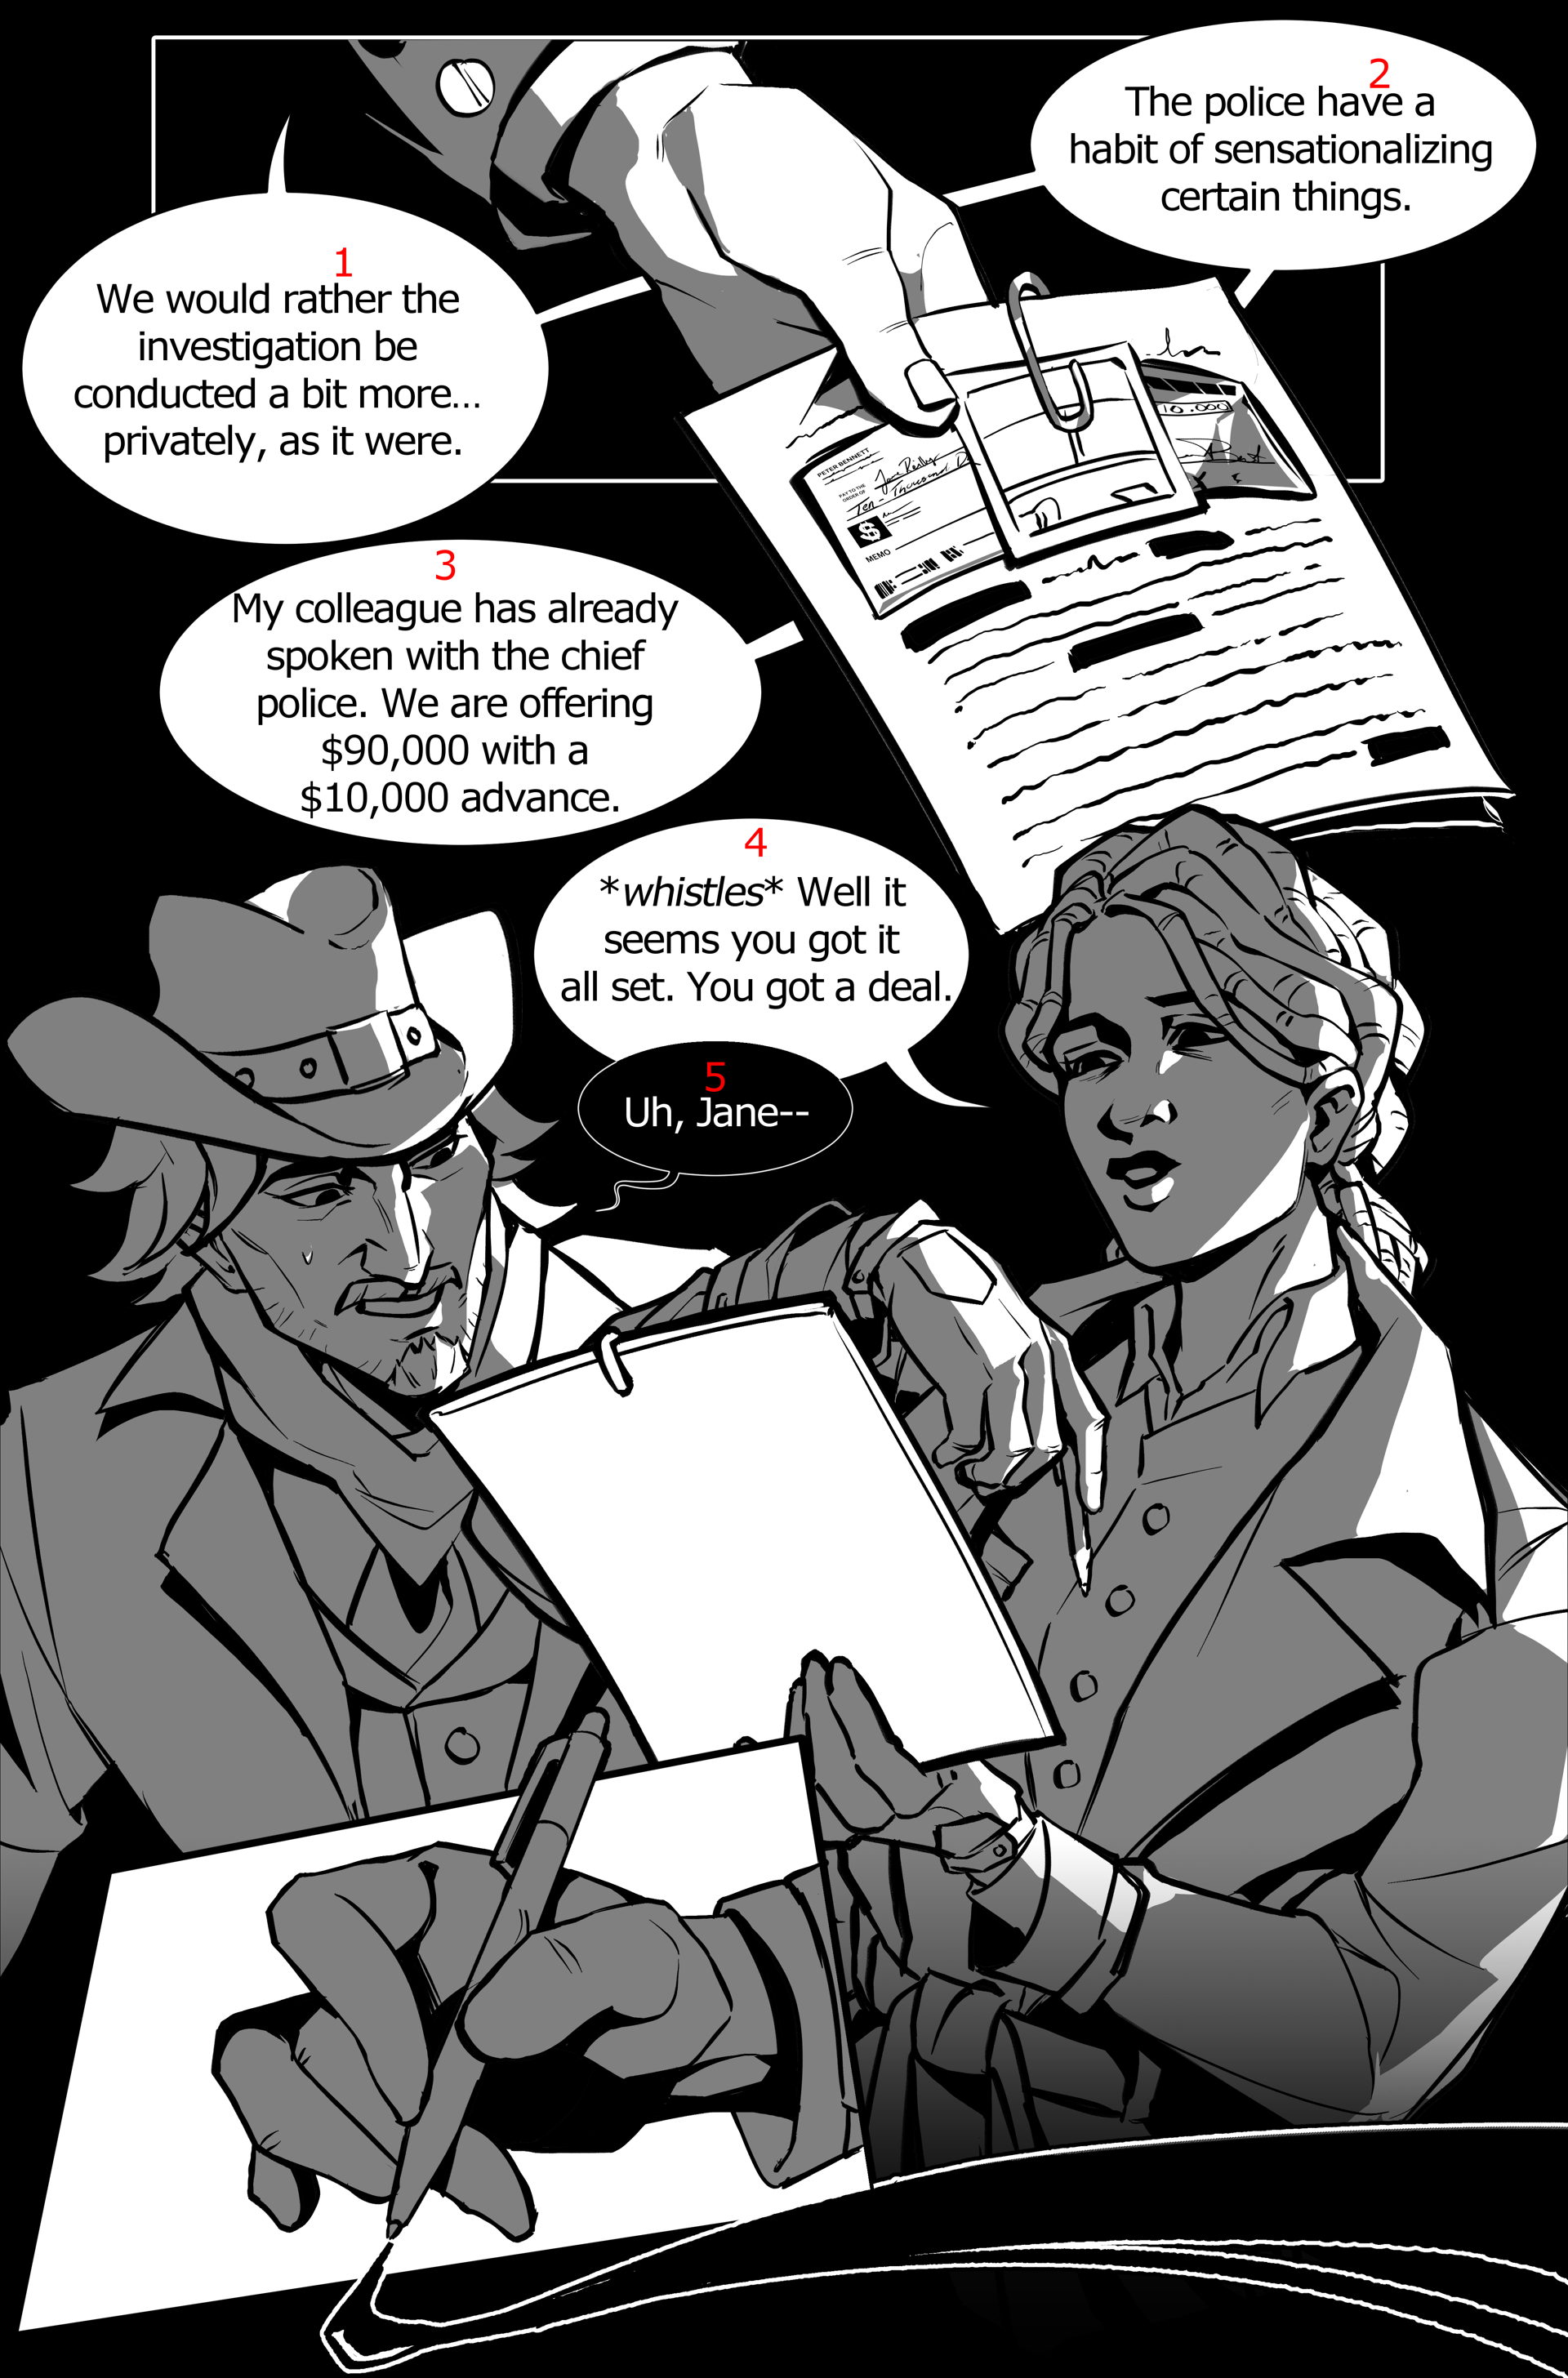 1
We would rather the
investigation be
conducted a bit more...
privately, as it were.
2
The police have a
habit of sensationalizing
certain things.
PETER BENNETT
PAY TO THE
ORDER OF
Ten - Thousand
$
MEMO
10.000
3
My colleague has already
spoken with the chief
police. We are offering
$90,000 with a
$10,000 advance.
4
*whistles* Well it
seems you got it
all set. You got a deal.
5
Uh, Jane--